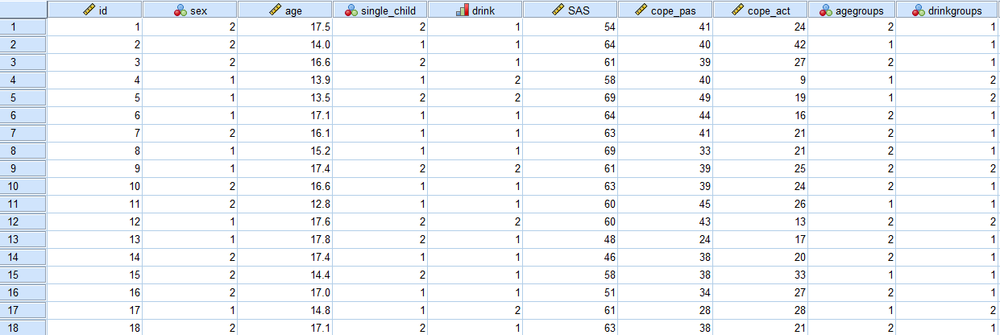 id sex age single_child drink SAS cope_pas cope_act agegroups drinkgroups
1 1 2 17.5 2 1 54 41 24 2 1
2 2 2 14.0 1 1 64 40 42 1 1
3 3 2 16.6 2 1 61 39 27 2 1
4 4 1 13.9 1 2 58 40 9 1 2
5 5 1 13.5 2 2 69 49 19 1 2
6 6 1 17.1 1 1 64 44 16 2 1
7 7 2 16.1 1 1 63 41 21 2 1
8 8 1 15.2 1 1 69 33 21 2 1
9 9 1 17.4 2 2 61 39 25 2 2
10 10 2 16.6 1 1 63 39 24 2 1
11 11 2 12.8 1 1 60 45 26 1 1
12 12 1 17.6 2 2 60 43 13 2 2
13 13 1 17.8 2 1 48 24 17 2 1
14 14 2 17.4 1 1 46 38 20 2 1
15 15 2 14.4 2 1 58 38 33 1 1
16 16 2 17.0 1 1 51 34 27 2 1
17 17 1 14.8 1 2 61 28 28 1 2
18 18 2 17.1 2 1 63 38 21 2 1